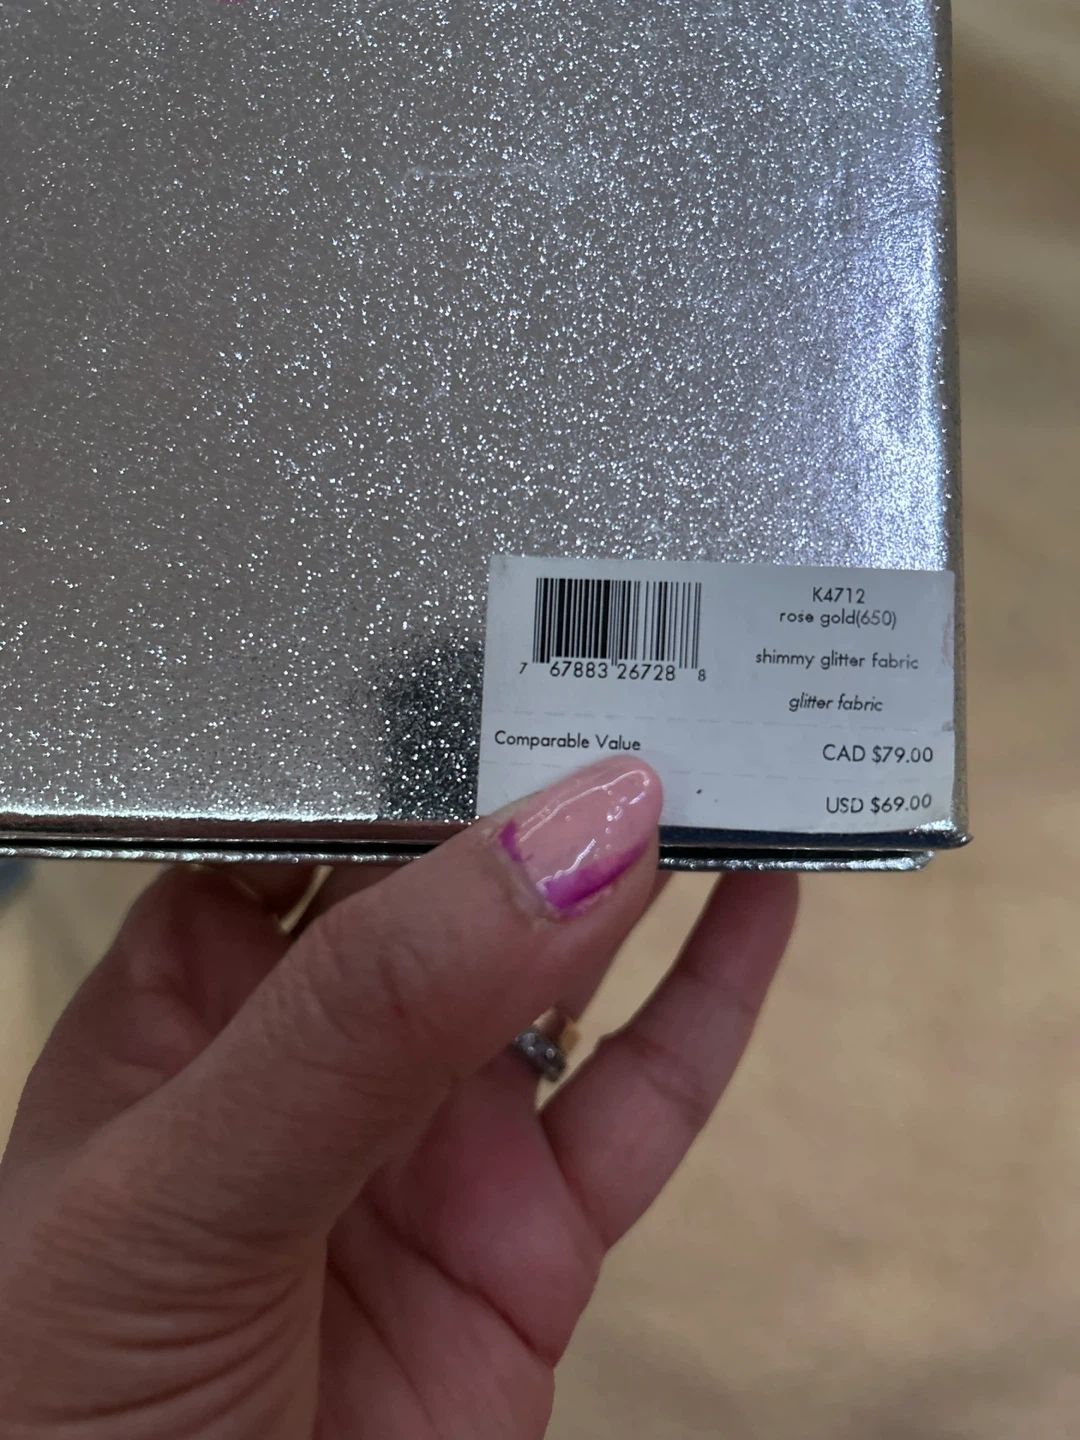 K4712
rose gold(650)
shimmy glitter fabric
glitter fabric
7 67883 26728 8
Comparable Value
CAD $79.00
USD $69.00